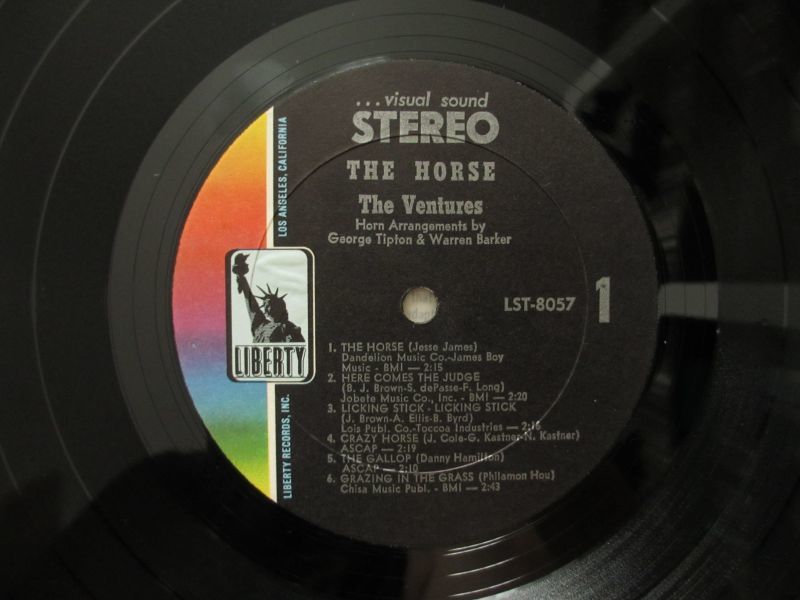 ...visual sound
STEREO
THE HORSE
The Ventures
Horn Arrangements by
George Tipton & Warren Barker
LOS ANGELES, CALIFORNIA
LIBERTY
LIBERTY RECORDS, INC.
LST-8057 1
1. THE HORSE (Jesse James)
Dandelion Music Co.-James Boy
Music - BMI — 2:15
2. HERE COMES THE JUDGE
(B. J. Brown-S. dePasse-F. Long)
Jobete Music Co., Inc. - BMI — 2:20
3. LICKING STICK - LICKING STICK
(J. Brown-A. Ellis-B. Byrd)
Lois Publ. Co.-Toccoa Industries — 2:16
4. CRAZY HORSE (J. Cole-G. Kastner-N. Kastner)
ASCAP — 2:19
5. THE GALLOP (Danny Hamilton)
ASCAP — 2:10
6. GRAZING IN THE GRASS (Philamon Hou)
Chisa Music Publ. - BMI — 2:43